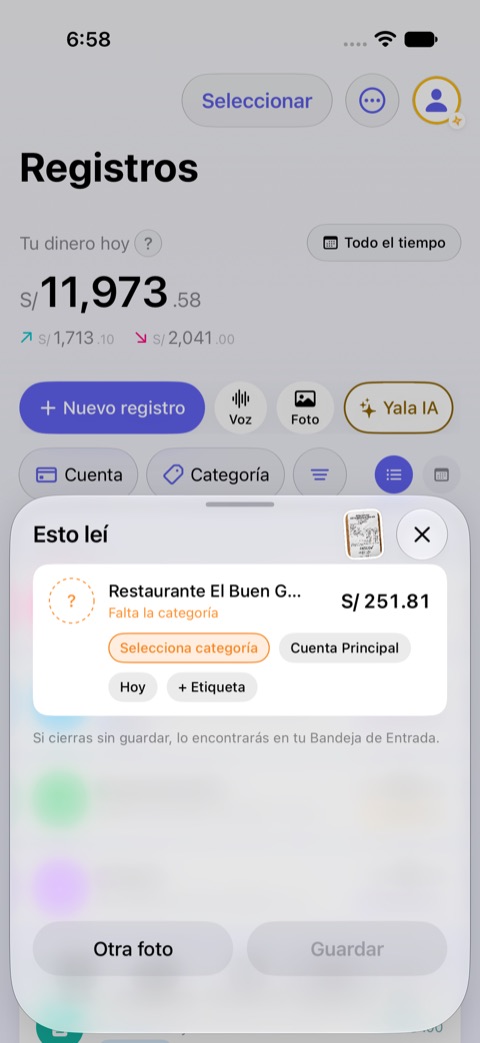 6:58
Seleccionar
Registros
Tu dinero hoy ?
Todo el tiempo
S/11,973.58
S/1,713.10 S/2,041.00
+ Nuevo registro
Voz
Foto
Yala IA
Cuenta
Categoría
Esto leí
?
Restaurante El Buen G...
S/ 251.81
Falta la categoría
Selecciona categoría
Cuenta Principal
Hoy
+ Etiqueta
Si cierras sin guardar, lo encontrarás en tu Bandeja de Entrada.
Otra foto
Guardar